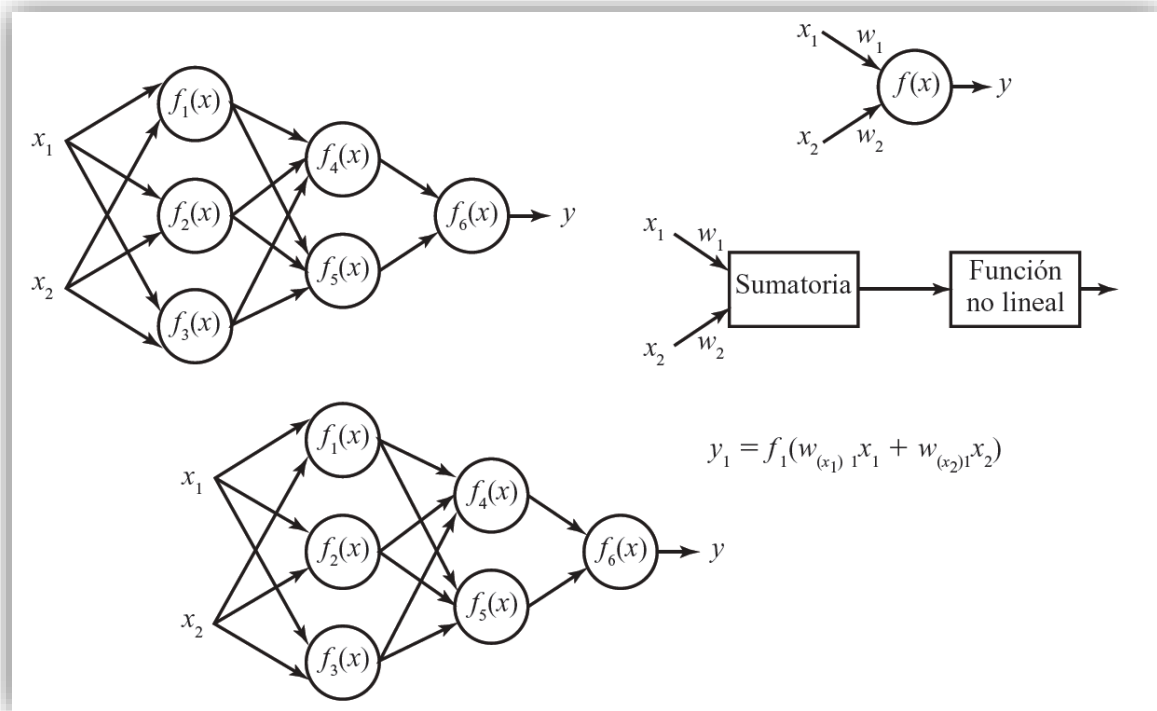 x₁
x₂
f₁(x)
f₂(x)
f₃(x)
f₄(x)
f₅(x)
f₆(x)
y
x₁
w₁
x₂
w₂
f(x)
y
x₁
w₁
x₂
w₂
Sumatoria
Función
no lineal
x₁
x₂
f₁(x)
f₂(x)
f₃(x)
f₄(x)
f₅(x)
f₆(x)
y
y₁ = f₁(w₍ₓ₁₎ ₁x₁ + w₍ₓ₂₎₁x₂)